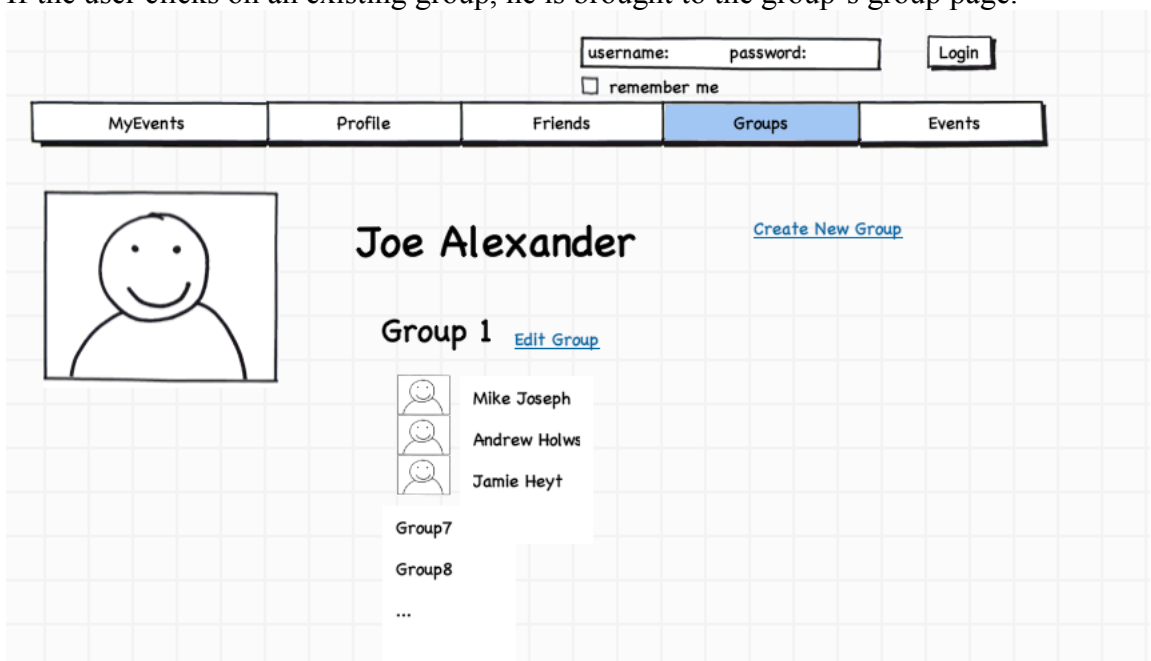 If the user clicks on an existing group, he is brought to the group's group page.
username: password: Login
remember me
MyEvents Profile Friends Groups Events
Joe Alexander
Create New Group
Group 1 Edit Group
Mike Joseph
Andrew Holws
Jamie Heyt
Group7
Group8
...